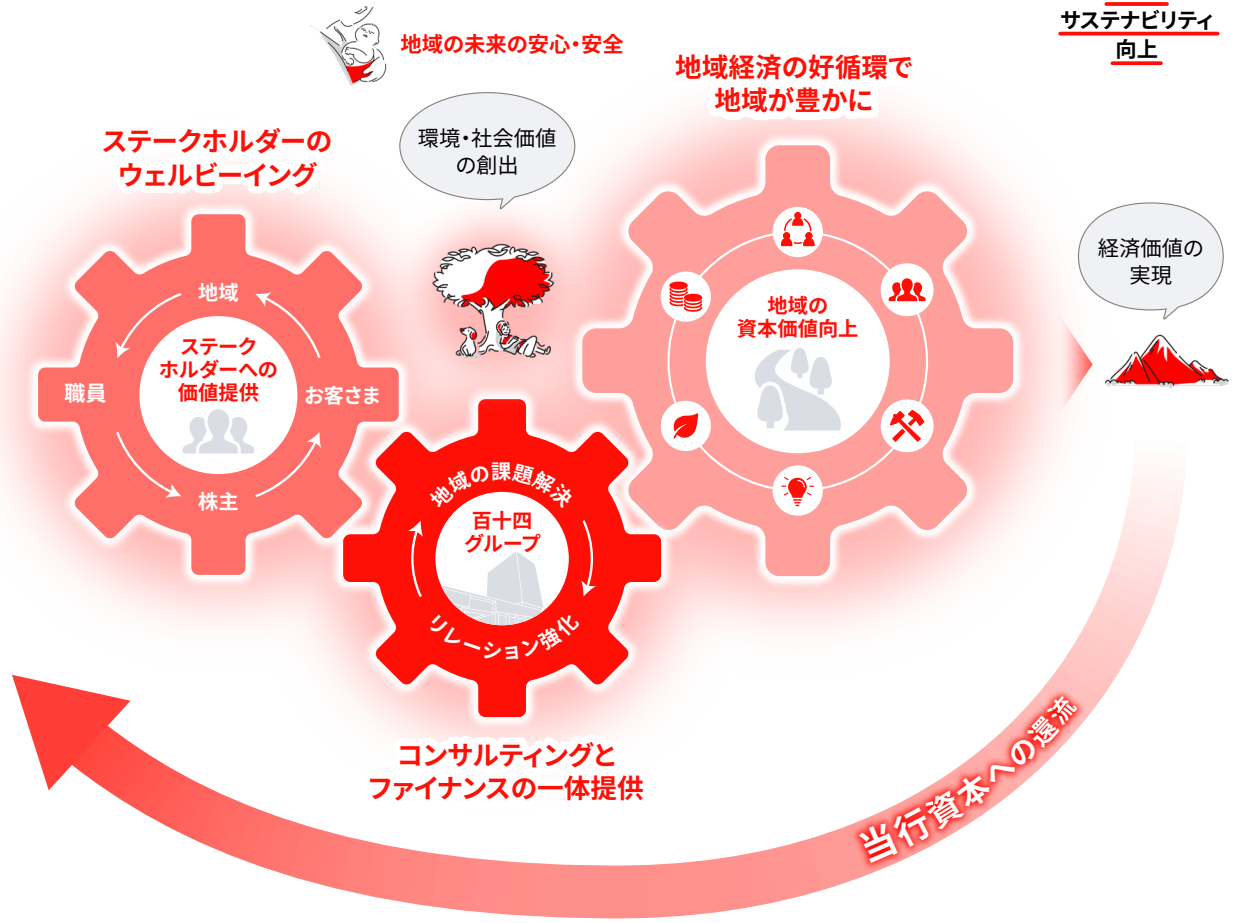 サステナビリティ
向上
地域の未来の安心・安全
地域経済の好循環で
地域が豊かに
ステークホルダーの
ウェルビーイング
環境・社会価値
の創出
経済価値の
実現
地域
職員
お客さま
株主
ステーク
ホルダーへの
価値提供
地域の
資本価値向上
地域の課題解決
百十四
グループ
リレーション強化
コンサルティングと
ファイナンスの一体提供
当行資本への還流